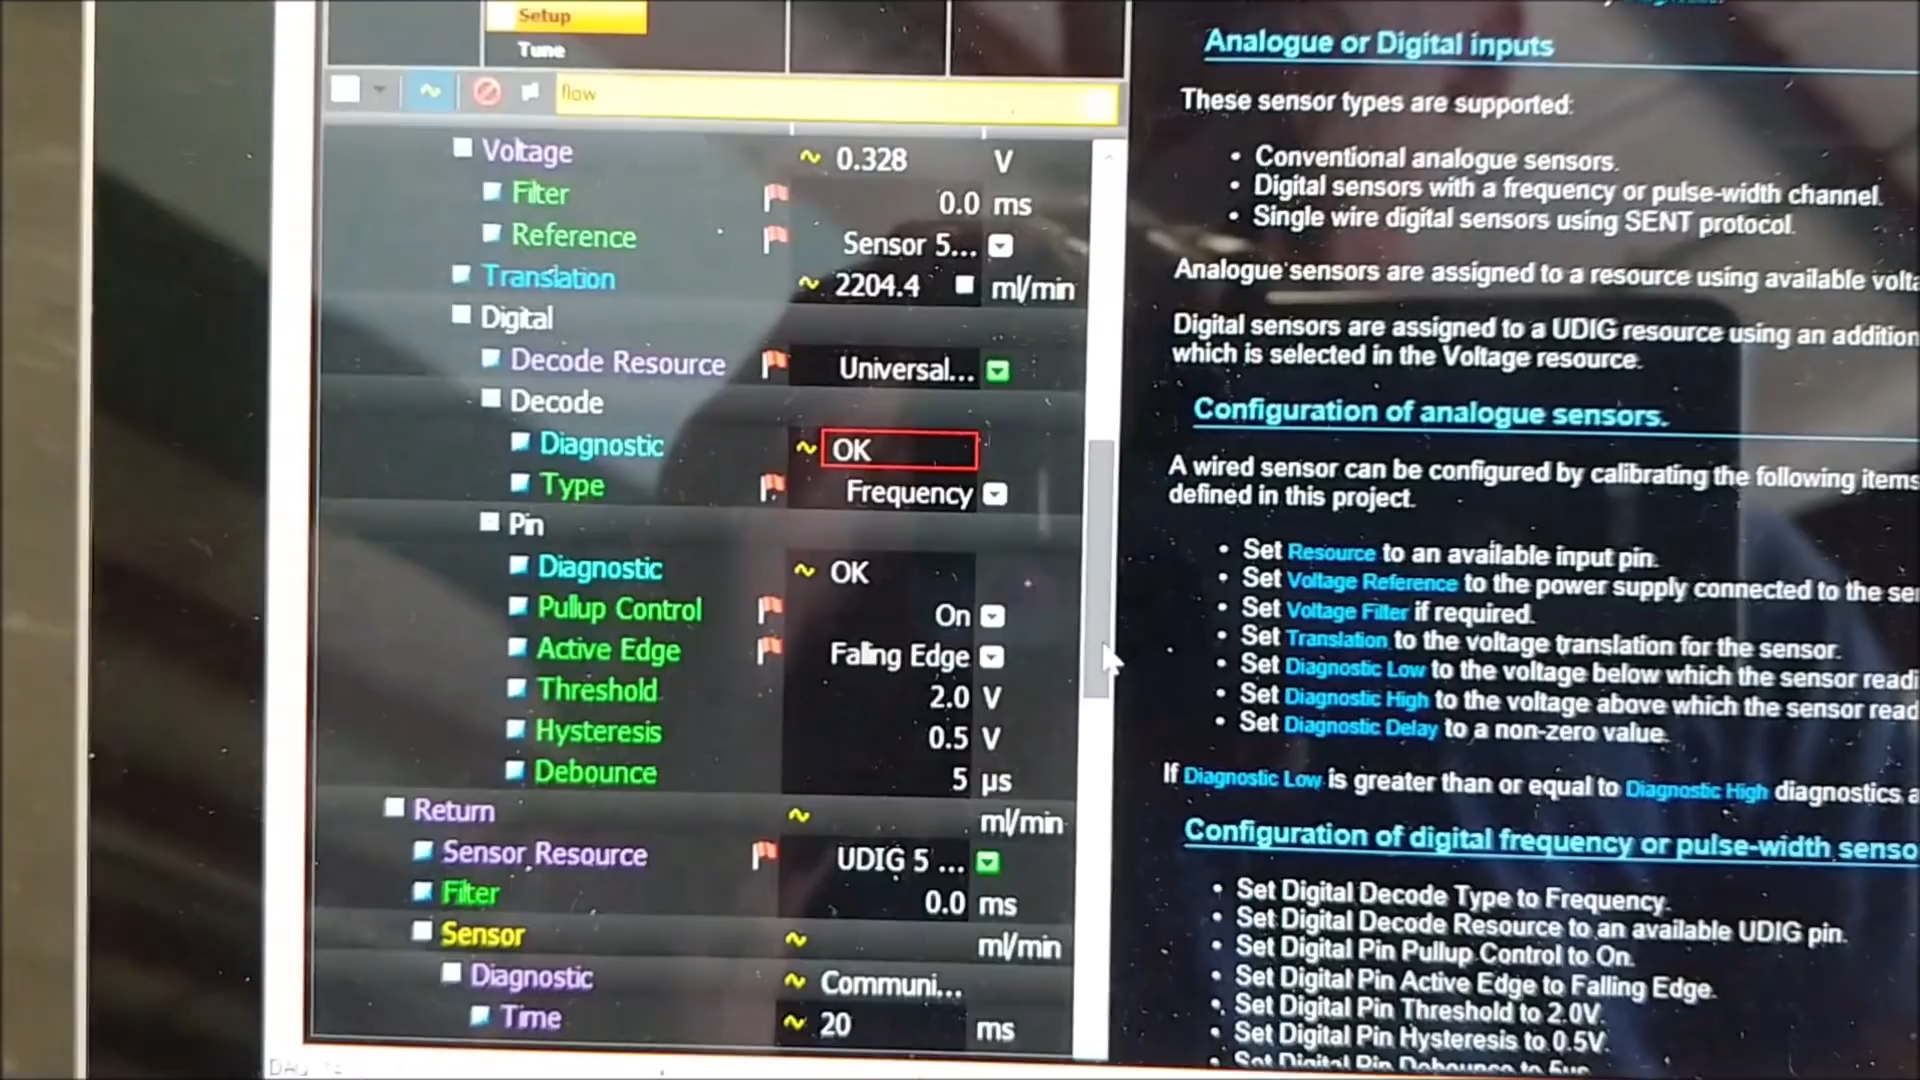 Setup
Tune
flow
Voltage 0.328 V
Filter 0.0 ms
Reference Sensor 5...
Translation 2204.4 ml/min
Digital
Decode Resource Universal...
Decode
Diagnostic OK
Type Frequency
Pin
Diagnostic OK
Pullup Control On
Active Edge Falling Edge
Threshold 2.0 V
Hysteresis 0.5 V
Debounce 5 µs
Return ml/min
Sensor Resource UDIG 5 ...
Filter 0.0 ms
Sensor ml/min
Diagnostic Communi...
Time 20 ms
Analogue or Digital inputs
These sensor types are supported:
• Conventional analogue sensors.
• Digital sensors with a frequency or pulse-width channel.
• Single wire digital sensors using SENT protocol.
Analogue sensors are assigned to a resource using available
Digital sensors are assigned to a UDIG resource using an
which is selected in the Voltage resource.
Configuration of analogue sensors.
A wired sensor can be configured by calibrating the following items
defined in this project.
• Set Resource to an available input pin.
• Set Voltage Reference to the power supply connected to the
• Set Voltage Filter if required.
• Set Translation to the voltage translation for the sensor.
• Set Diagnostic Low to the voltage below which the sensor
• Set Diagnostic High to the voltage above which the sensor
• Set Diagnostic Delay to a non-zero value.
If Diagnostic Low is greater than or equal to Diagnostic High diagnostics
Configuration of digital frequency or pulse-width
• Set Digital Decode Type to Frequency.
• Set Digital Decode Resource to an available UDIG pin.
• Set Digital Pin Pullup Control to On.
• Set Digital Pin Active Edge to Falling Edge.
• Set Digital Pin Threshold to 2.0V.
• Set Digital Pin Hysteresis to 0.5V.
• Set Digital Pin Debounce to 5us